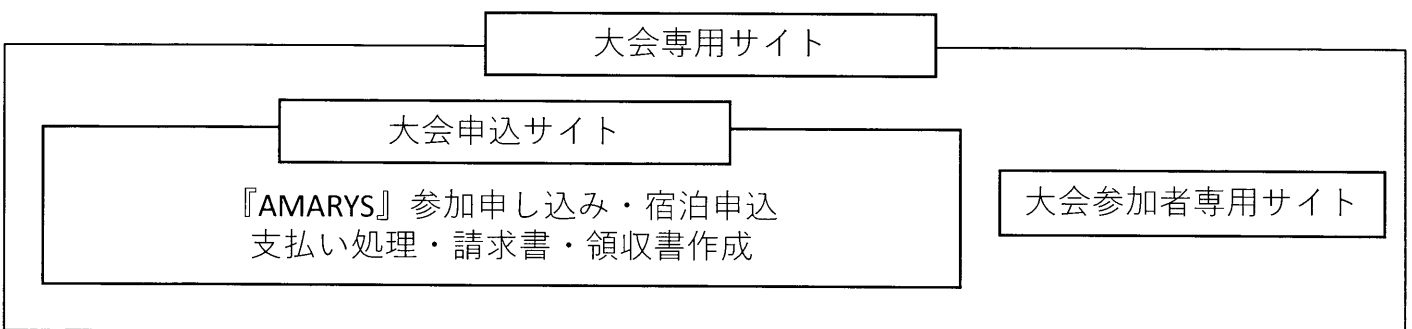 大会専用サイト
大会申込サイト
『AMARYS』参加申し込み・宿泊申込
支払い処理・請求書・領収書作成
大会参加者専用サイト